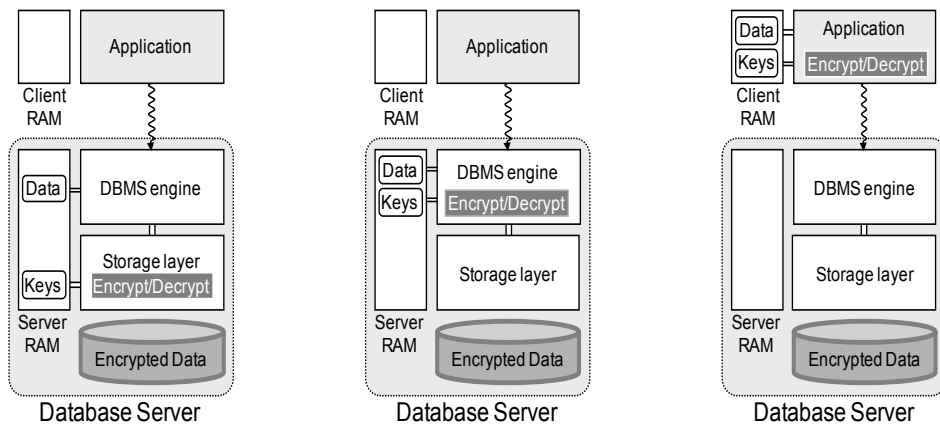 Application
Client
RAM
Data
DBMS engine
Keys
Storage layer
Encrypt/Decrypt
Server
RAM
Encrypted Data
Database Server
Application
Client
RAM
Data
DBMS engine
Keys
Encrypt/Decrypt
Storage layer
Server
RAM
Encrypted Data
Database Server
Data
Application
Keys
Encrypt/Decrypt
Client
RAM
DBMS engine
Storage layer
Server
RAM
Encrypted Data
Database Server